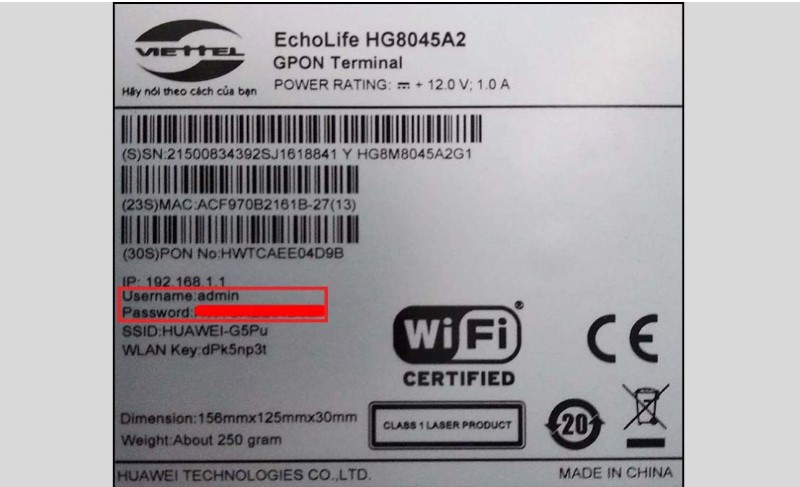 VIETTEL
Hãy nói theo cách của bạn
EchoLife HG8045A2
GPON Terminal
POWER RATING: ⎓ + 12.0 V; 1.0 A
(S)SN:21500834392SJ1618841 Y HG8M8045A2G1
(23S)MAC:ACF970B2161B-27(13)
(30S)PON No:HWTCAEE04D9B
IP: 192.168.1.1
Username:admin
Password:
SSID:HUAWEI-G5Pu
WLAN Key:dPk5np3t
WiFi ®
CERTIFIED
CE
Dimension:156mmx125mmx30mm
Weight:About 250 gram
CLASS 1 LASER PRODUCT
20
HUAWEI TECHNOLOGIES CO.,LTD.
MADE IN CHINA